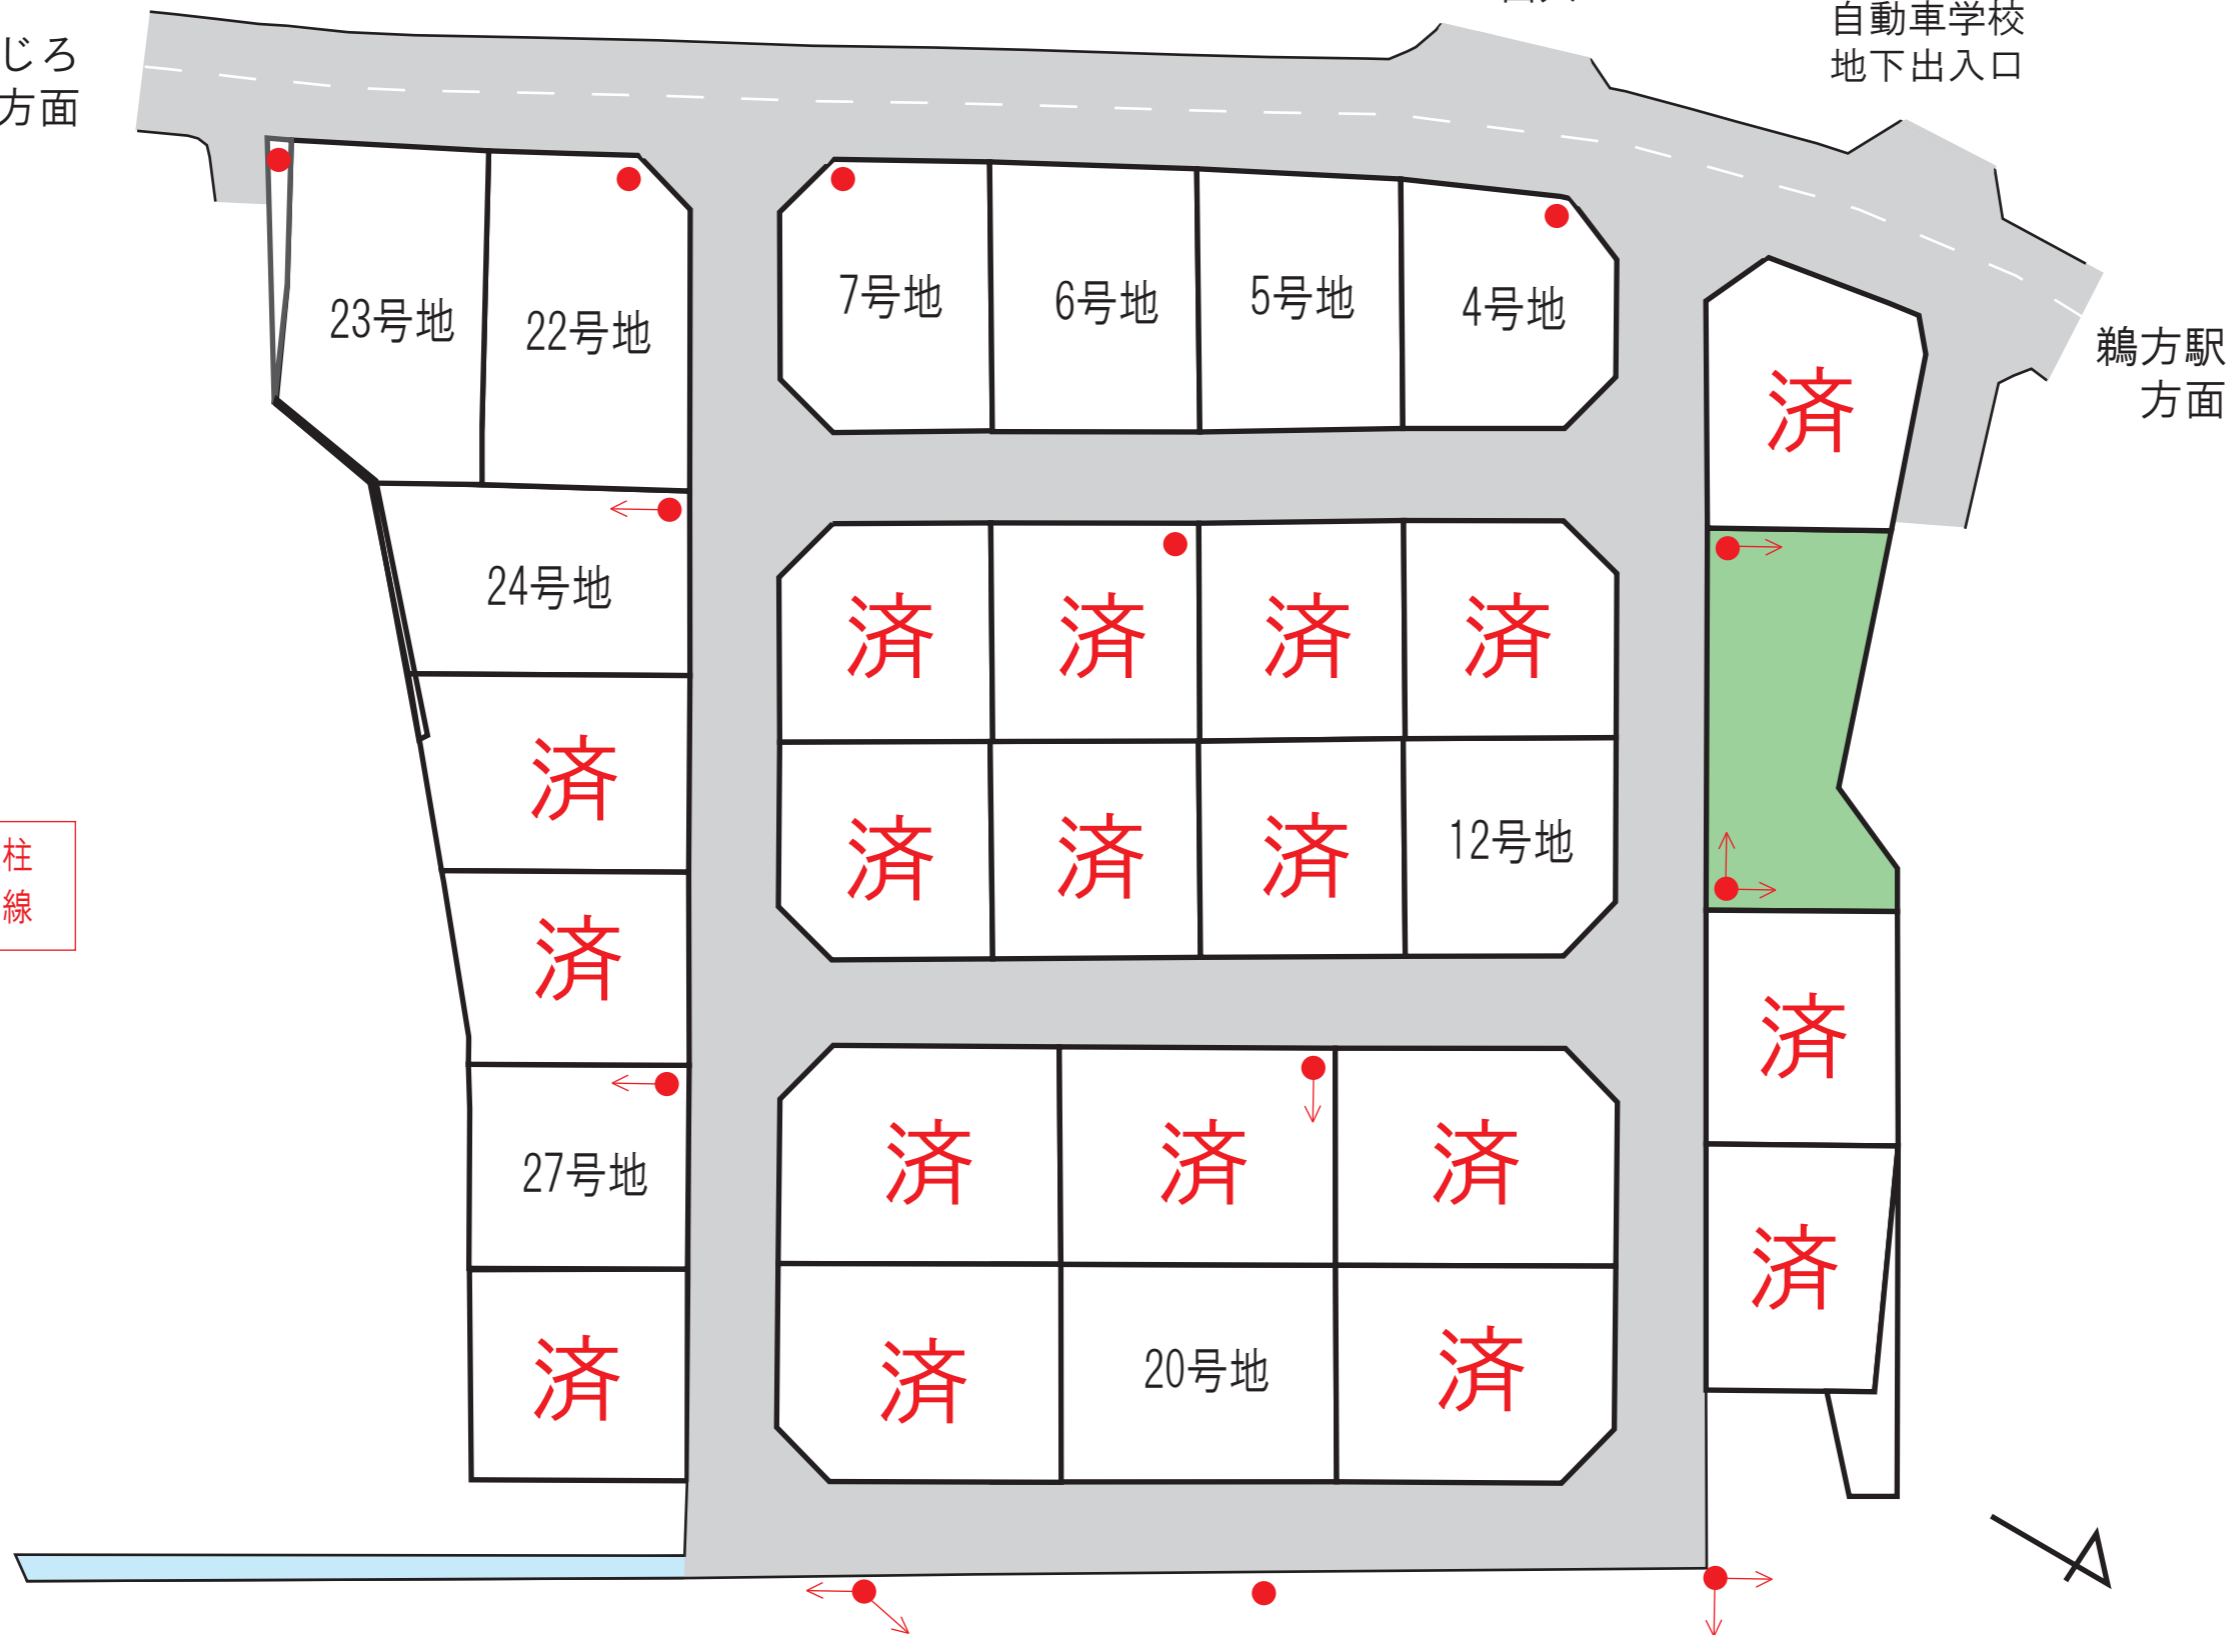 自動車学校
地下出入口
じろ
方面
鵜方駅
方面
23号地
22号地
7号地
6号地
5号地
4号地
済
24号地
済
済
済
済
済
済
済
済
12号地
柱
線
済
済
済
済
済
27号地
済
済
済
20号地
済
済